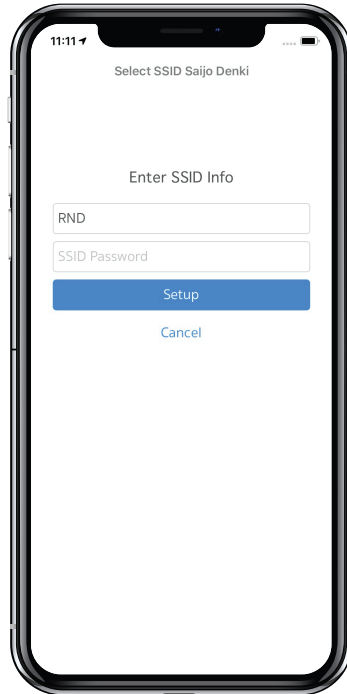 11:11
Select SSID Saijo Denki
Enter SSID Info
RND
SSID Password
Setup
Cancel